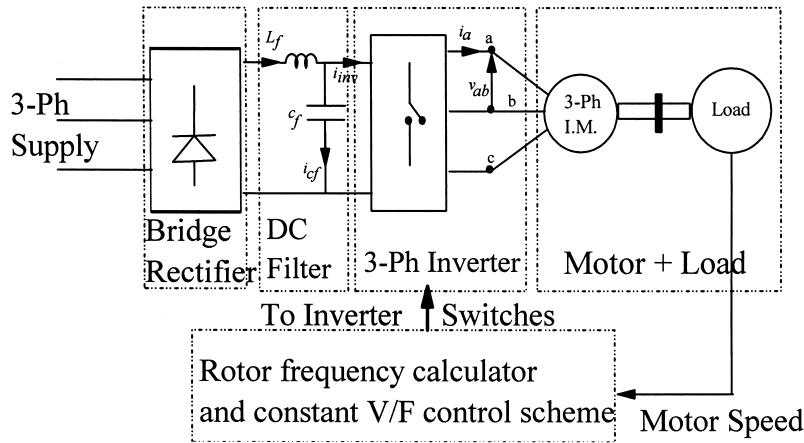 3-Ph
Supply
Bridge
Rectifier
L_f
c_f
i_cf
DC
Filter
i_inv
3-Ph Inverter
i_a
a
v_ab
b
c
3-Ph
I.M.
Load
Motor + Load
To Inverter Switches
Rotor frequency calculator
and constant V/F control scheme
Motor Speed